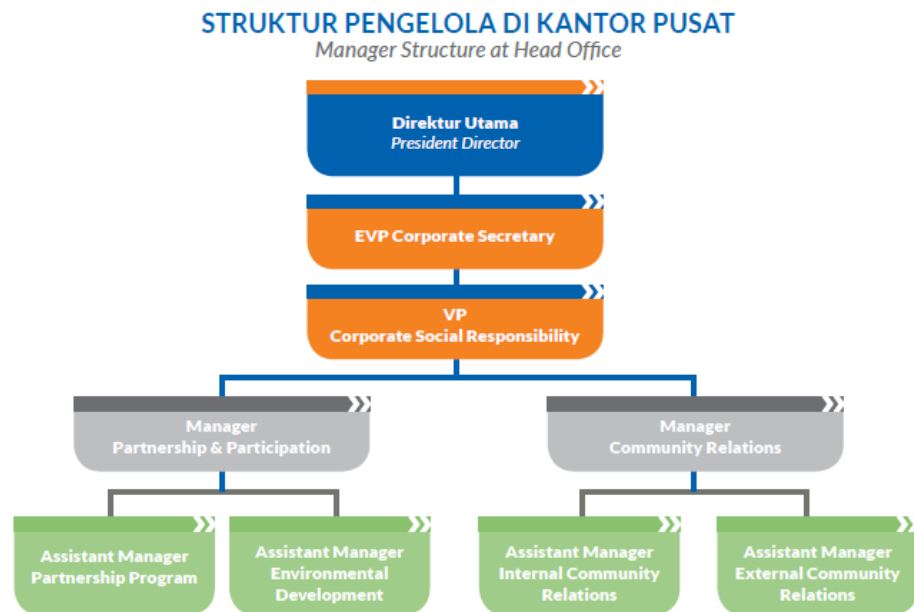 STRUKTUR PENGELOLA DI KANTOR PUSAT
Manager Structure at Head Office
Direktur Utama
President Director
EVP Corporate Secretary
VP
Corporate Social Responsibility
Manager
Partnership & Participation
Manager
Community Relations
Assistant Manager
Partnership Program
Assistant Manager
Environmental
Development
Assistant Manager
Internal Community
Relations
Assistant Manager
External Community
Relations